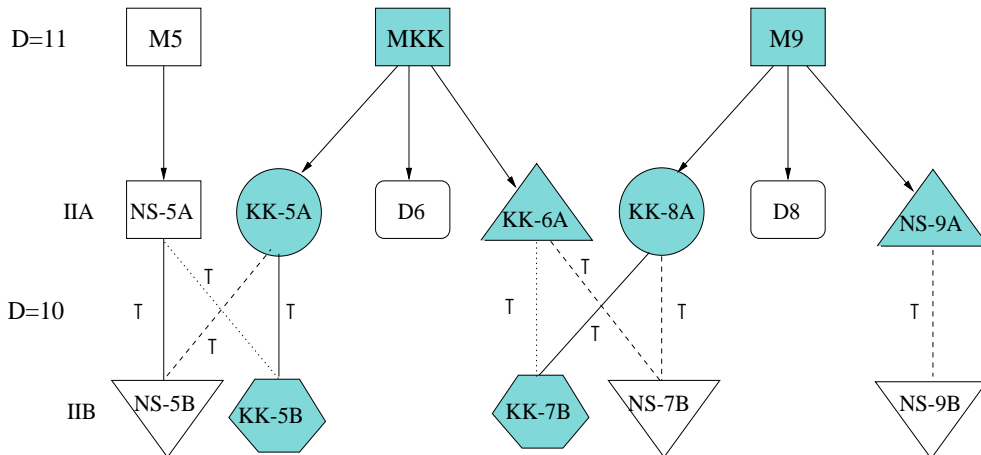 D=11 M5 MKK M9
IIA NS-5A KK-5A D6 KK-6A KK-8A D8 NS-9A
T T
D=10 T T T T T T
T
IIB NS-5B KK-5B KK-7B NS-7B NS-9B